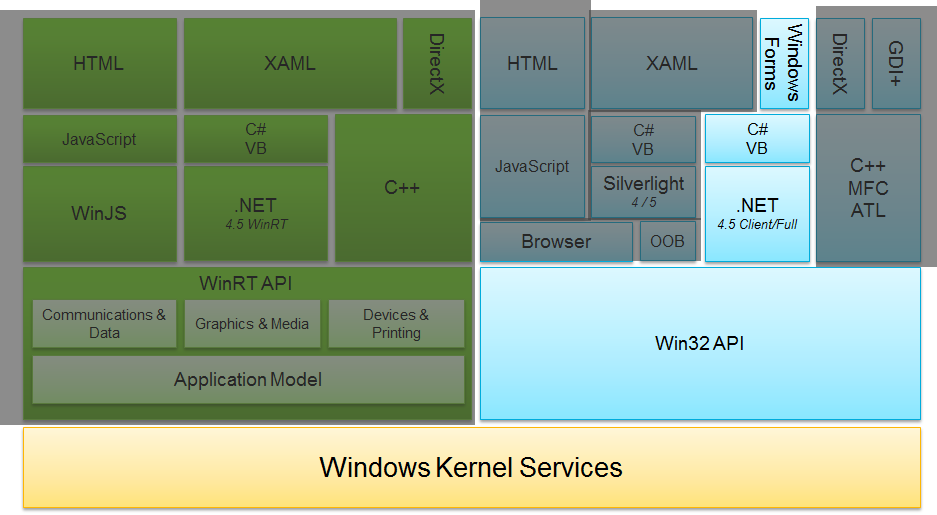 HTML
XAML
DirectX
JavaScript
C#
VB
C++
WinJS
.NET
4.5 WinRT
WinRT API
Communications &
Data
Graphics & Media
Devices &
Printing
Application Model
HTML
XAML
Windows
Forms
DirectX
GDI+
JavaScript
C#
VB
Silverlight
4 / 5
C#
VB
.NET
4.5 Client/Full
C++
MFC
ATL
Browser
OOB
Win32 API
Windows Kernel Services